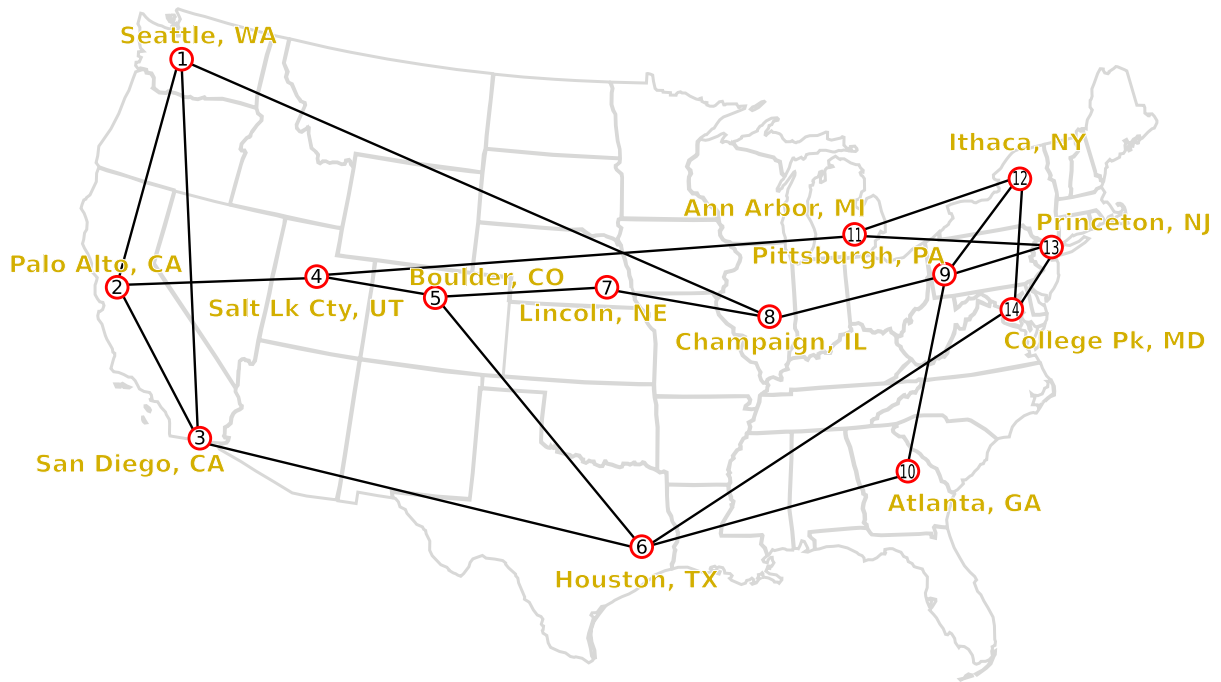 Seattle, WA
1
Ithaca, NY
12
Ann Arbor, MI
11
Princeton, NJ
13
Pittsburgh, PA
9
Palo Alto, CA
2
4
Salt Lk Cty, UT
Boulder, CO
5
7
Lincoln, NE
8
Champaign, IL
14
College Pk, MD
3
San Diego, CA
10
Atlanta, GA
6
Houston, TX